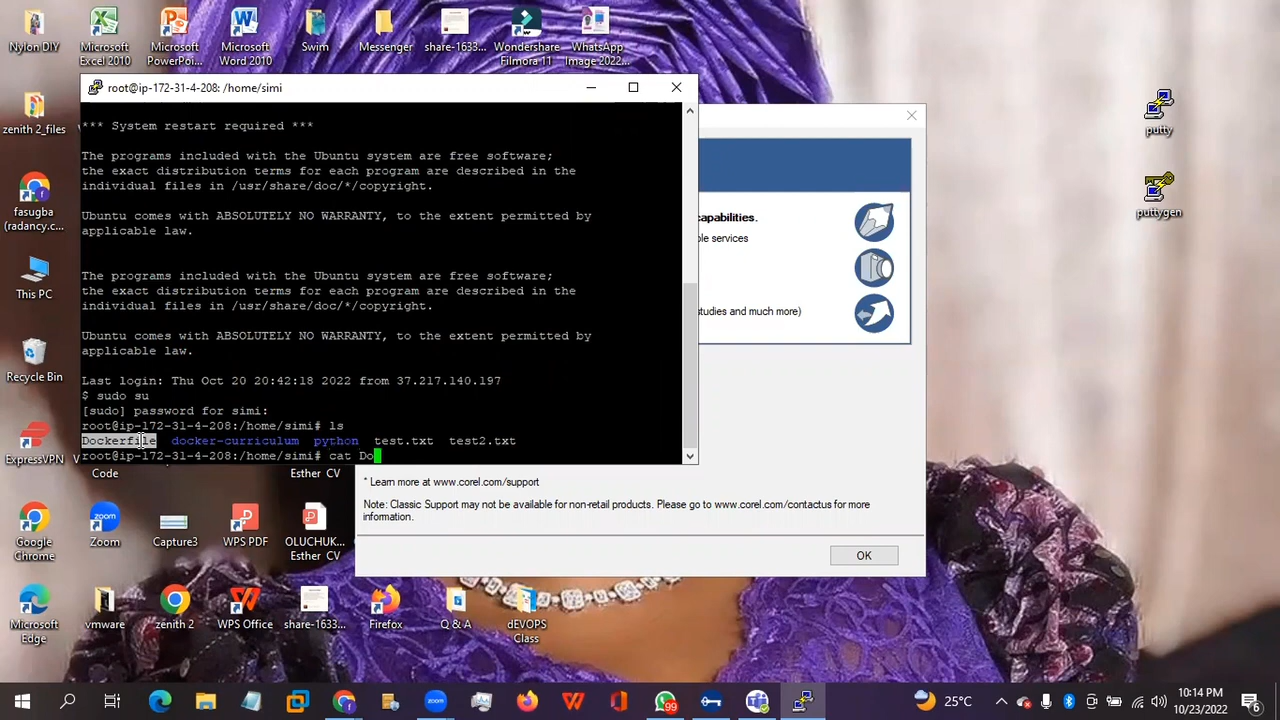 Nylon DIY
Microsoft
Excel 2010
Microsoft
PowerPoi...
Microsoft
Word 2010
Swim
Messenger
share-1633...
Wondershare
Filmora 11
WhatsApp
Image 2022...
root@ip-172-31-4-208: /home/simi
*** System restart required ***
The programs included with the Ubuntu system are free software;
the exact distribution terms for each program are described in the
individual files in /usr/share/doc/*/copyright.
Ubuntu comes with ABSOLUTELY NO WARRANTY, to the extent permitted by
applicable law.
The programs included with the Ubuntu system are free software;
the exact distribution terms for each program are described in the
individual files in /usr/share/doc/*/copyright.
Ubuntu comes with ABSOLUTELY NO WARRANTY, to the extent permitted by
applicable law.
Last login: Thu Oct 20 20:42:18 2022 from 37.217.140.197
$ sudo su
[sudo] password for simi:
root@ip-172-31-4-208:/home/simi# ls
Dockerfile docker-curriculum python test.txt test2.txt
root@ip-172-31-4-208:/home/simi# cat Do
capabilities.
ble services
studies and much more)
* Learn more at www.corel.com/support
Note: Classic Support may not be available for non-retail products. Please go to www.corel.com/contactus for more
information.
OK
putty
puttygen
zenith 2_files
fasugba
(radancy.c...
This PC
Recycle Bin
ExpressVPN
Code
Esther CV
Google
Chrome
Zoom
Capture3
WPS PDF
OLUCHUK...
Esther CV
Microsoft
Edge
vmware
zenith 2
WPS Office
share-1633...
Firefox
Q & A
dEVOPS
Class
99
25°C
10:14 PM
10/23/2022
6